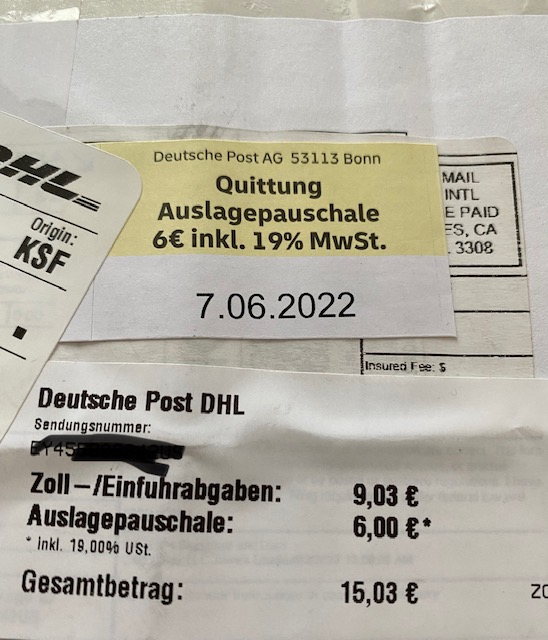 DHL
Origin:
KSF
Deutsche Post AG 53113 Bonn
Quittung
Auslagepauschale
6€ inkl. 19% MwSt.
7.06.2022
MAIL
INTL
E PAID
ES, CA
3308
Insured Fee: $
Deutsche Post DHL
Sendungsnummer:
Zoll-/Einfuhrabgaben: 9,03 €
Auslagepauschale: 6,00 €*
* inkl. 19,00% USt.
Gesamtbetrag: 15,03 €